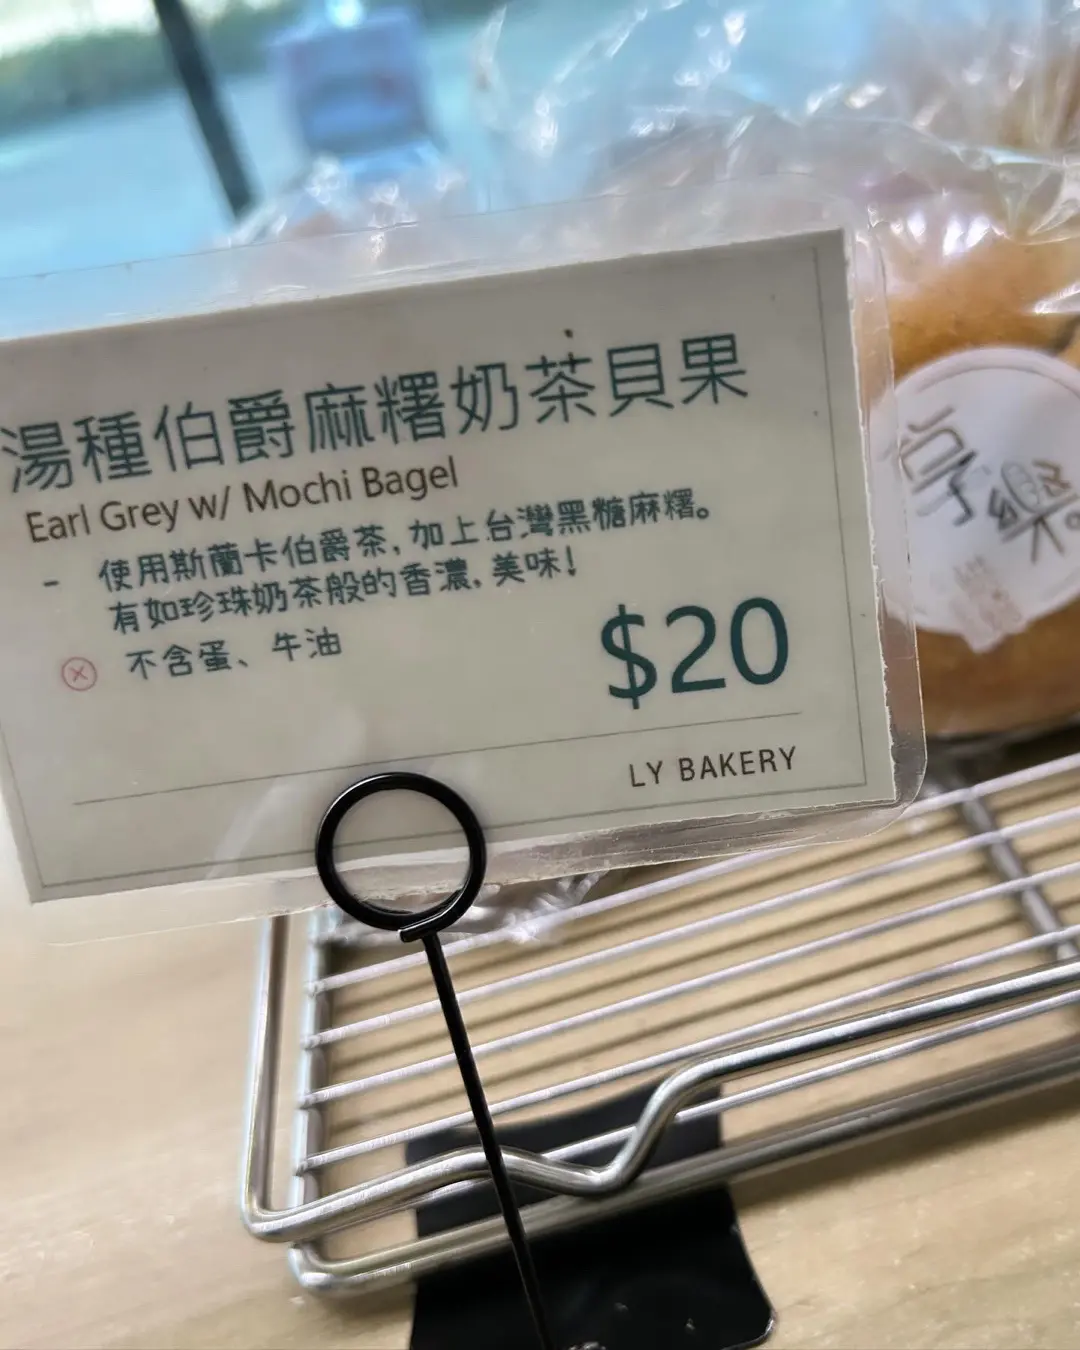 湯種伯爵麻糬奶茶貝果
Earl Grey w/ Mochi Bagel
- 使用斯蘭卡伯爵茶,加上台灣黑糖麻糬。
有如珍珠奶茶般的香濃,美味!
不含蛋、牛油
$20
LY BAKERY
享樂。